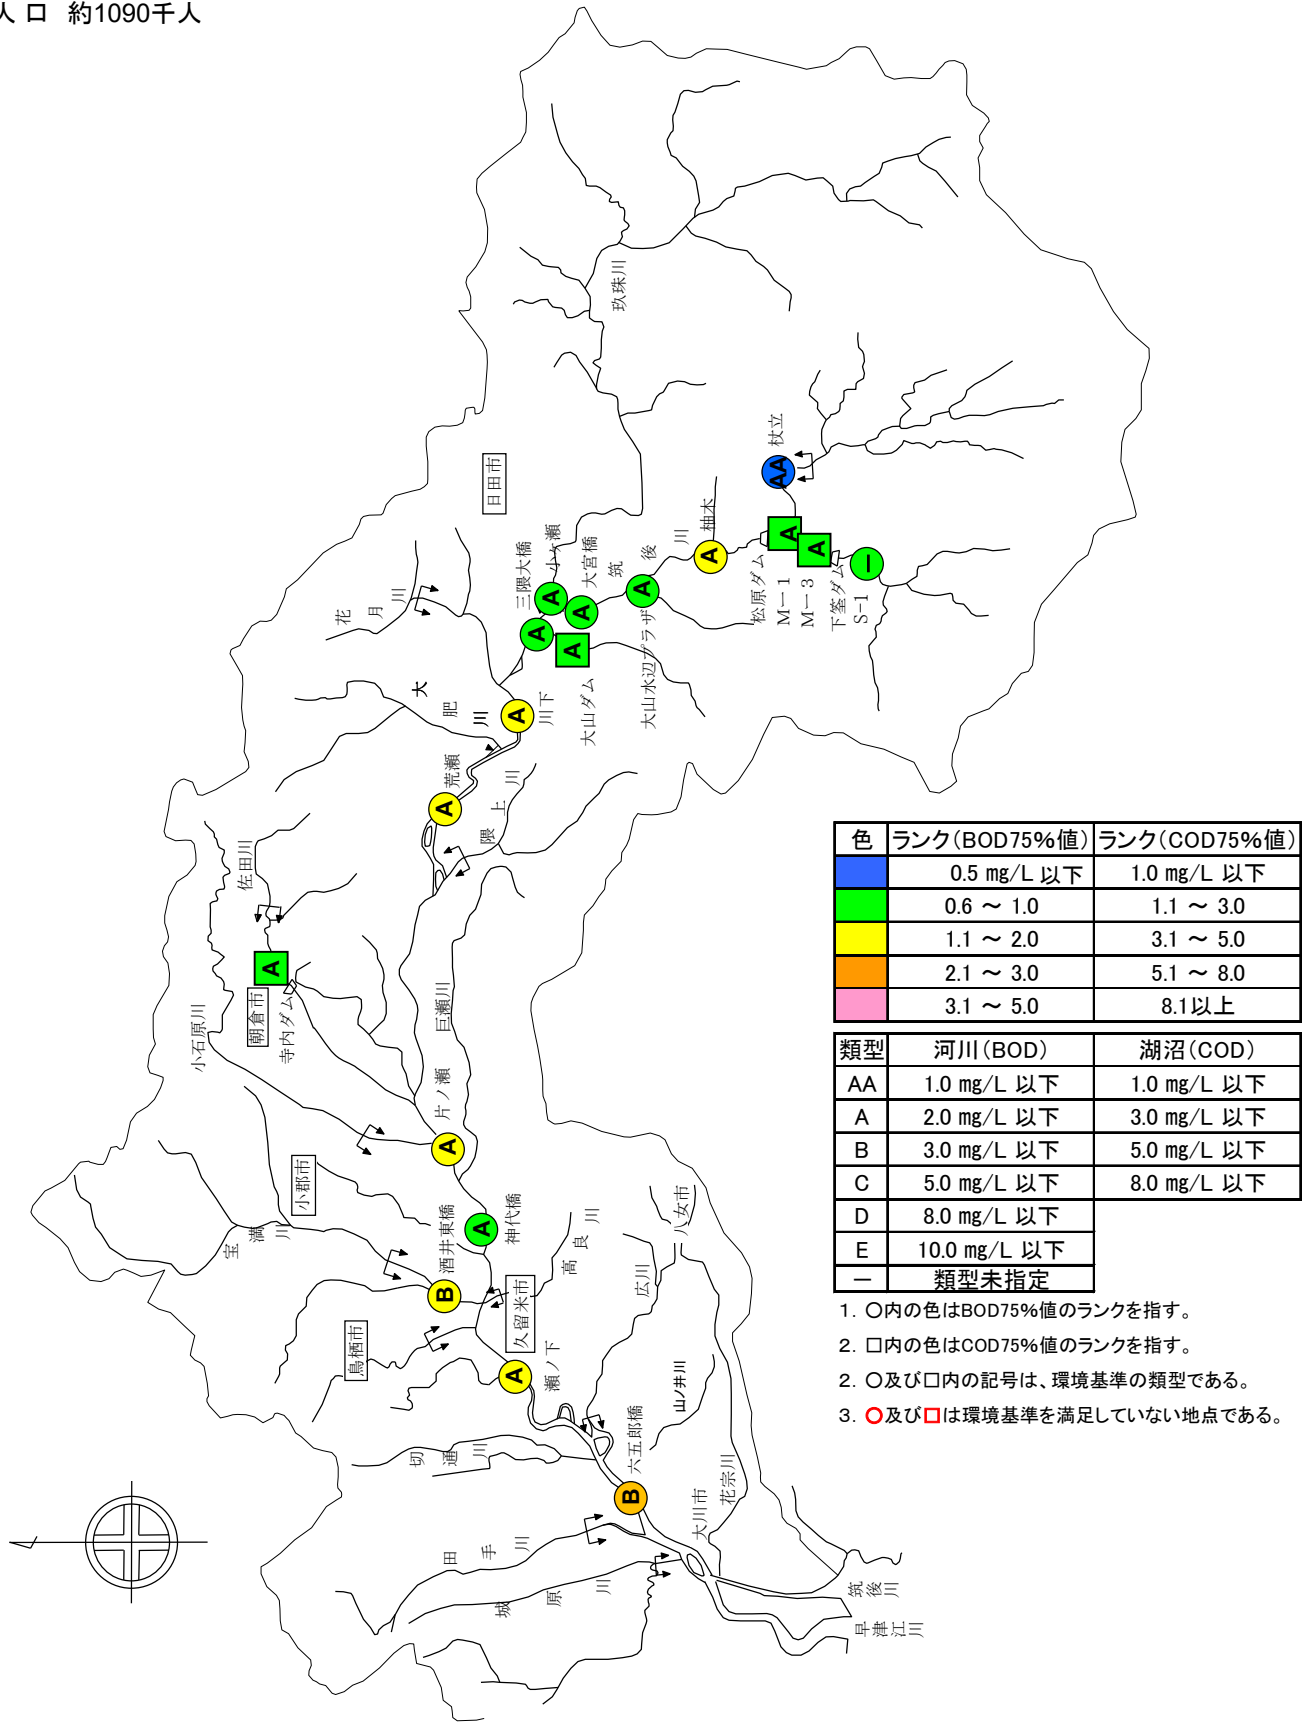 人 口 約1090千人
玖珠川
杖立
AA
日田市
柚木
A
筑後川
松原ダム
M－1
A
M－3
A
下筌ダム
S-1
－
三隈大橋
A
小ヶ瀬
A
大宮橋
A
大山水辺プラザ
A
大山ダム
A
花月川
大肥川
川下
A
荒瀬
A
隈上川
佐田川
A
朝倉市
寺内ダム
小石原川
巨瀬川
片ノ瀬
A
小郡市
宝満川
酒井東橋
B
神代橋
A
高良川
久留米市
鳥栖市
瀬ノ下
A
広川
八女市
山ノ井川
切通川
六五郎橋
B
花宗川
大川市
田手川
城原川
筑後川
早津江川
色 ランク(BOD75%値) ランク(COD75%値)
0.5 mg/L 以下 1.0 mg/L 以下
0.6 ～ 1.0 1.1 ～ 3.0
1.1 ～ 2.0 3.1 ～ 5.0
2.1 ～ 3.0 5.1 ～ 8.0
3.1 ～ 5.0 8.1以上
類型 河川(BOD) 湖沼(COD)
AA 1.0 mg/L 以下 1.0 mg/L 以下
A 2.0 mg/L 以下 3.0 mg/L 以下
B 3.0 mg/L 以下 5.0 mg/L 以下
C 5.0 mg/L 以下 8.0 mg/L 以下
D 8.0 mg/L 以下
E 10.0 mg/L 以下
－ 類型未指定
1. ○内の色はBOD75%値のランクを指す。
2. □内の色はCOD75%値のランクを指す。
2. ○及び□内の記号は、環境基準の類型である。
3. ○及び□は環境基準を満足していない地点である。